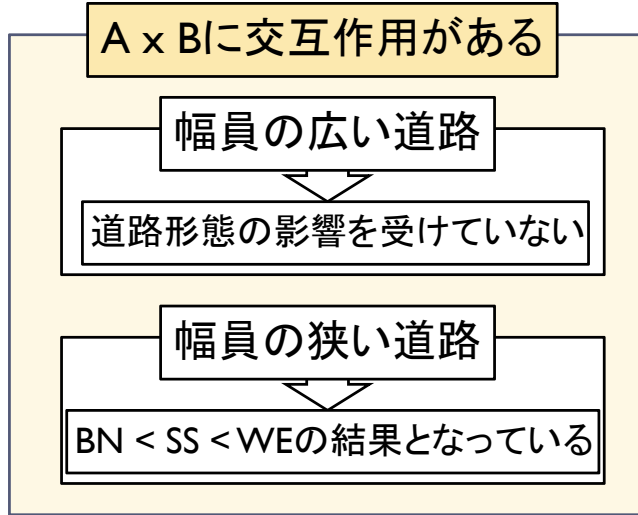 A x Bに交互作用がある
幅員の広い道路
道路形態の影響を受けていない
幅員の狭い道路
BN < SS < WEの結果となっている